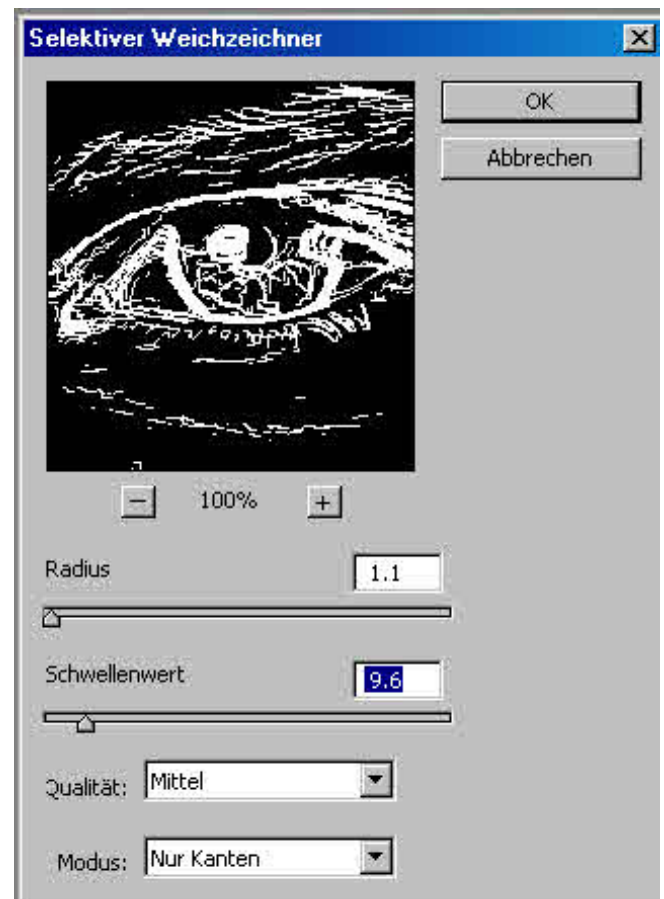 Selektiver Weichzeichner
OK
Abbrechen
100%
Radius 1.1
Schwellenwert 9.6
Qualität: Mittel
Modus: Nur Kanten